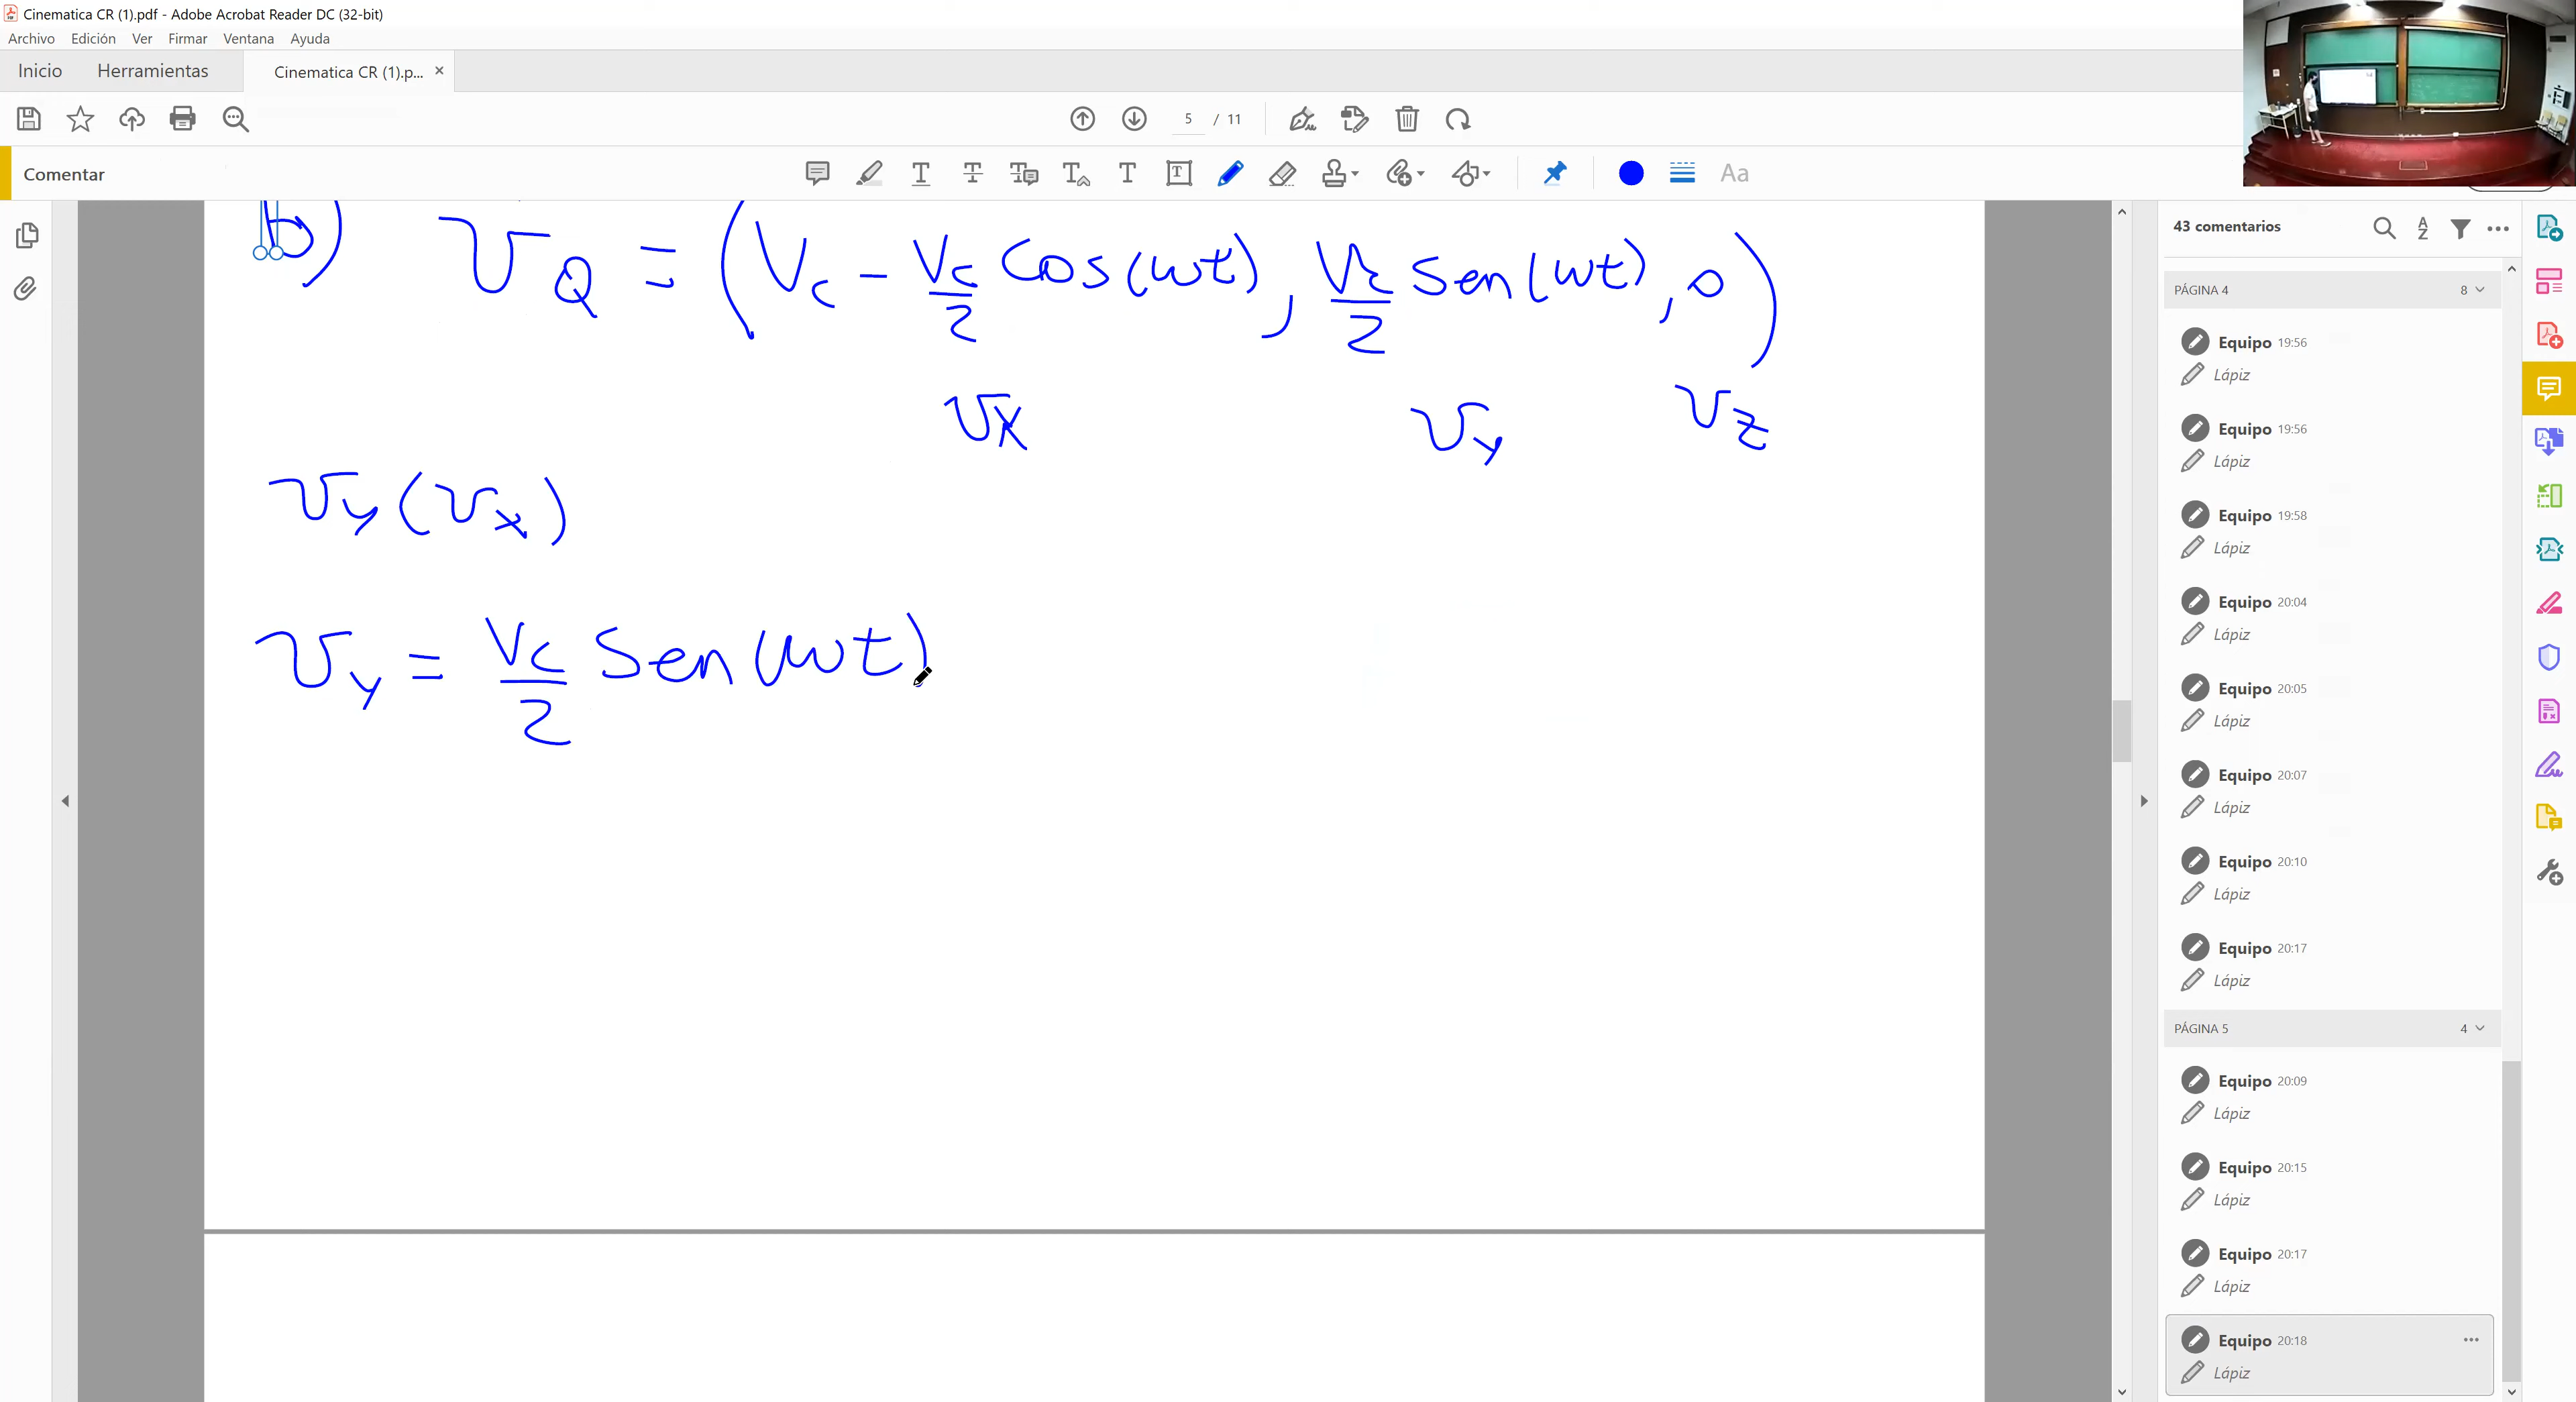 Cinematica CR (1).pdf - Adobe Acrobat Reader DC (32-bit)
Archivo Edición Ver Firmar Ventana Ayuda
Inicio Herramientas Cinematica CR (1).p... ×
5 / 11
Comentar
Aa
b) v_Q = (V_c - V_c/2 Cos(ωt), V_c/2 Sen(ωt), 0)
v_x v_y v_z
v_y(v_x)
v_y = V_c/2 Sen(ωt)
43 comentarios
PÁGINA 4 8
Equipo 19:56
Lápiz
Equipo 19:56
Lápiz
Equipo 19:58
Lápiz
Equipo 20:04
Lápiz
Equipo 20:05
Lápiz
Equipo 20:07
Lápiz
Equipo 20:10
Lápiz
Equipo 20:17
Lápiz
PÁGINA 5 4
Equipo 20:09
Lápiz
Equipo 20:15
Lápiz
Equipo 20:17
Lápiz
Equipo 20:18
Lápiz